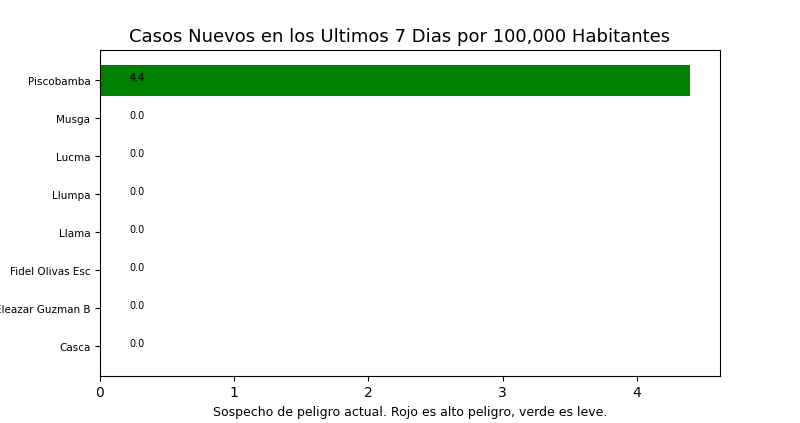 Casos Nuevos en los Ultimos 7 Dias por 100,000 Habitantes
Piscobamba 4.4
Musga 0.0
Lucma 0.0
Llumpa 0.0
Llama 0.0
Fidel Olivas Esc 0.0
Eleazar Guzman B 0.0
Casca 0.0
0 1 2 3 4
Sospecho de peligro actual. Rojo es alto peligro, verde es leve.